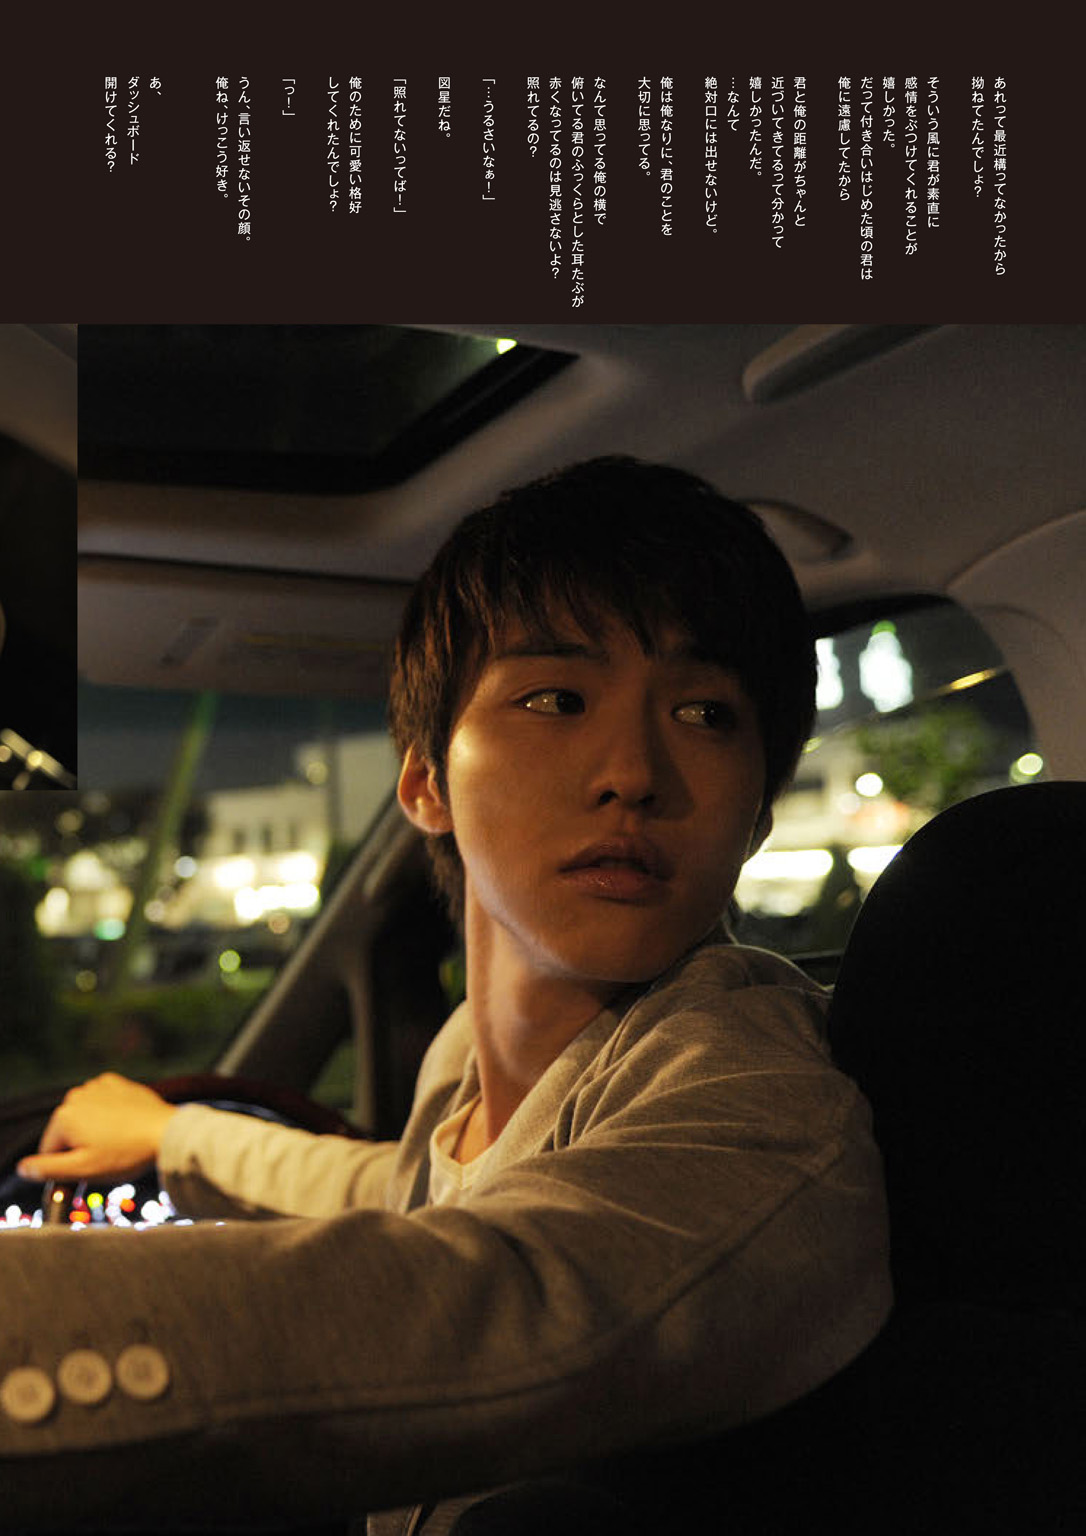 あれって最近構ってなかったから
拗ねてたんでしょ？
そういう風に君が素直に
感情をぶつけてくれることが
嬉しかった。
だって付き合いはじめた頃の君は
俺に遠慮してたから
君と俺の距離がちゃんと
近づいてきてるって分かって
嬉しかったんだ。
…なんて
絶対口には出せないけど。
俺は俺なりに、君のことを
大切に思ってる。
なんて思ってる俺の横で
俯いてる君のふっくらとした耳たぶが
赤くなってるのは見逃さないよ？
照れてるの？
「…うるさいなぁ！」
図星だね。
「照れてないってば！」
俺のために可愛い格好
してくれたんでしょ？
「っ！」
うん、言い返せないその顔。
俺ね、けっこう好き。
あ、
ダッシュボード
開けてくれる？